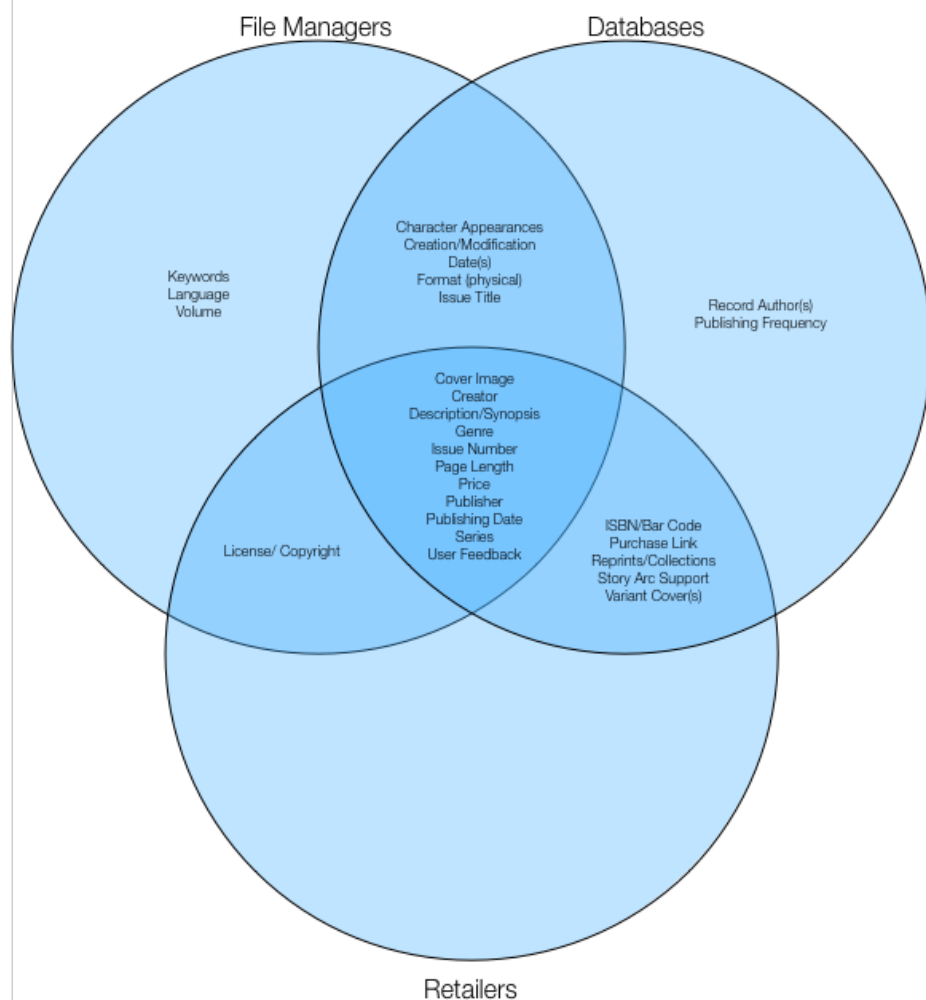 File Managers
Databases
Character Appearances
Creation/Modification
Date(s)
Format (physical)
Issue Title
Keywords
Language
Volume
Record Author(s)
Publishing Frequency
Cover Image
Creator
Description/Synopsis
Genre
Issue Number
Page Length
Price
Publisher
Publishing Date
Series
User Feedback
License/ Copyright
ISBN/Bar Code
Purchase Link
Reprints/Collections
Story Arc Support
Variant Cover(s)
Retailers